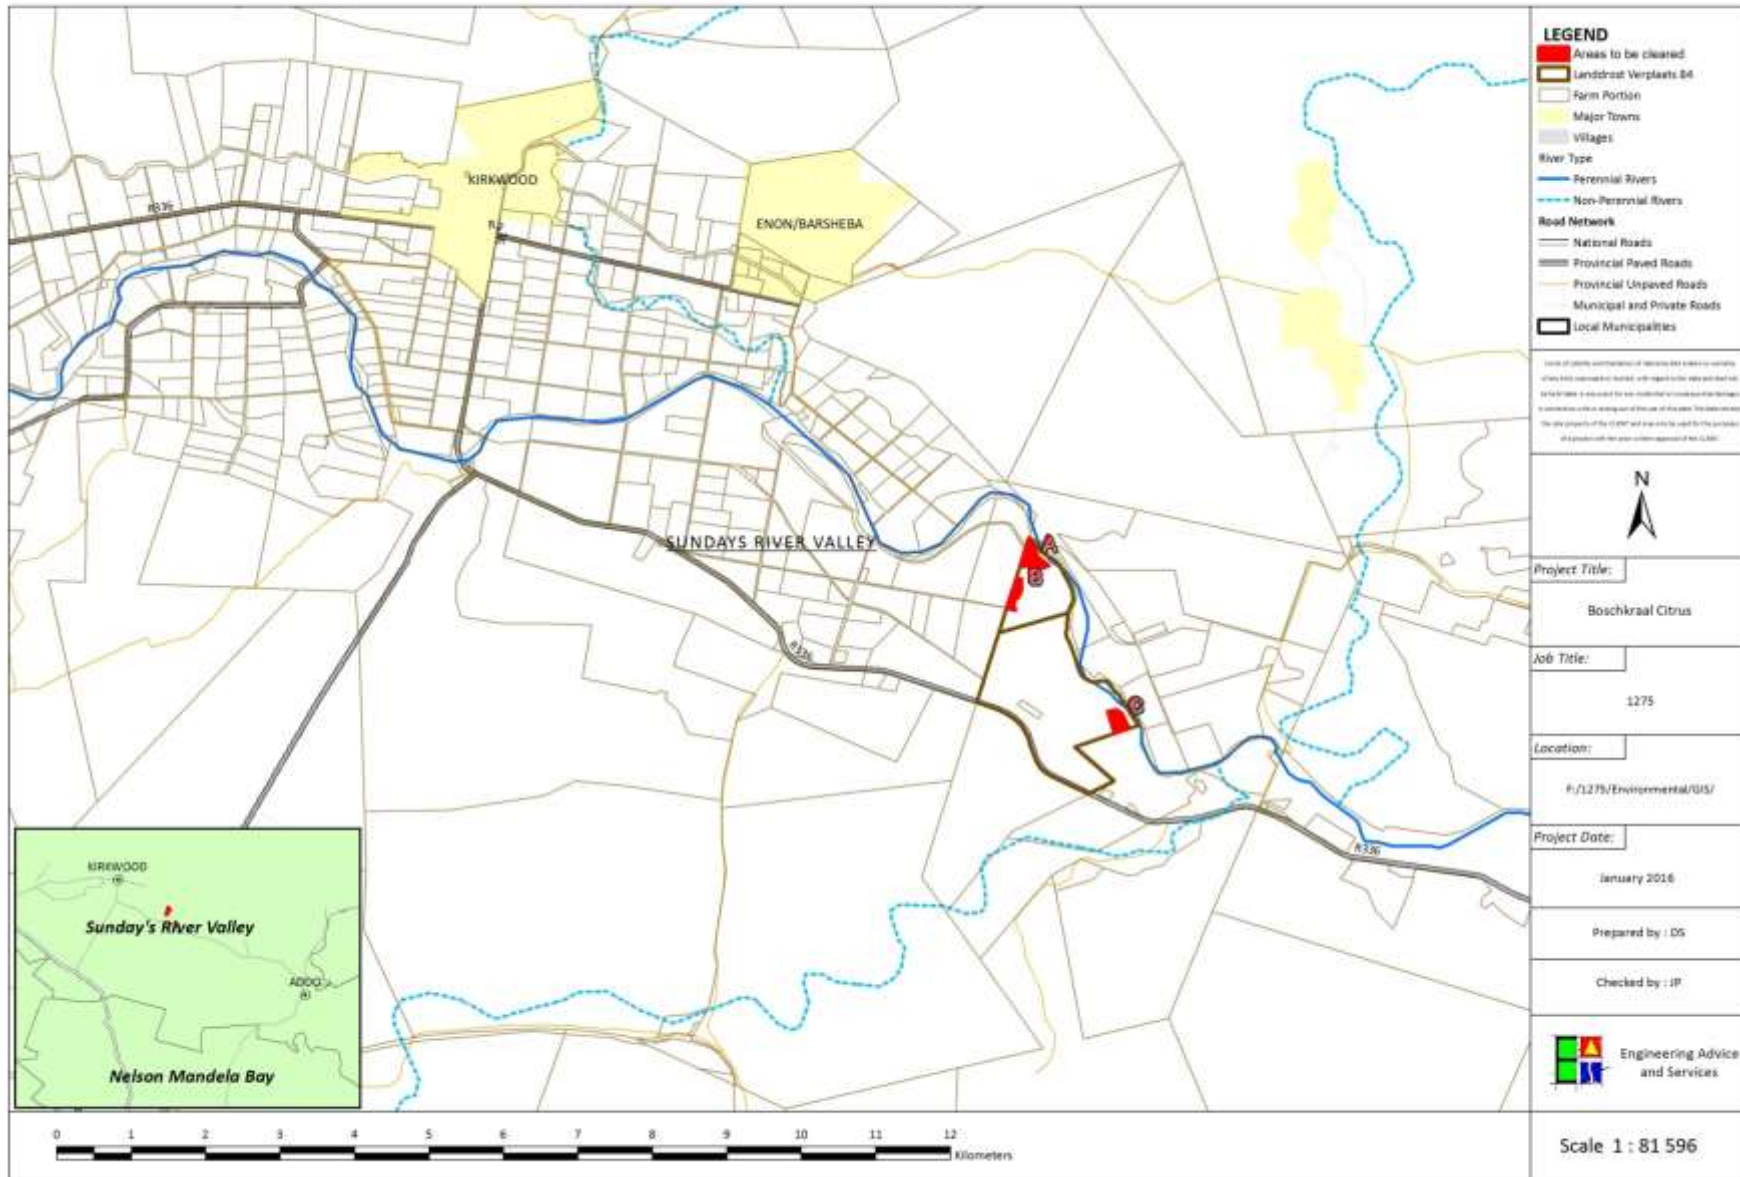 KIRKWOOD
ENON/BARSHEBA
R336
SUNDAYS RIVER VALLEY
R336
R336
A
B
C
KIRKWOOD
Sunday's River Valley
ADDO
Nelson Mandela Bay
0 1 2 3 4 5 6 7 8 9 10 11 12
Kilometers
LEGEND
Areas to be cleared
Landdrost Verplaats 84
Farm Portion
Major Towns
Villages
River Type
Perennial Rivers
Non-Perennial Rivers
Road Network
National Roads
Provincial Paved Roads
Provincial Unpaved Roads
Municipal and Private Roads
Local Municipalities
N
Project Title:
Boschkraal Citrus
Job Title:
1275
Location:
F:/1275/Environmental/GIS/
Project Date:
January 2016
Prepared by : DS
Checked by : JP
Engineering Advice
and Services
Scale 1 : 81 596